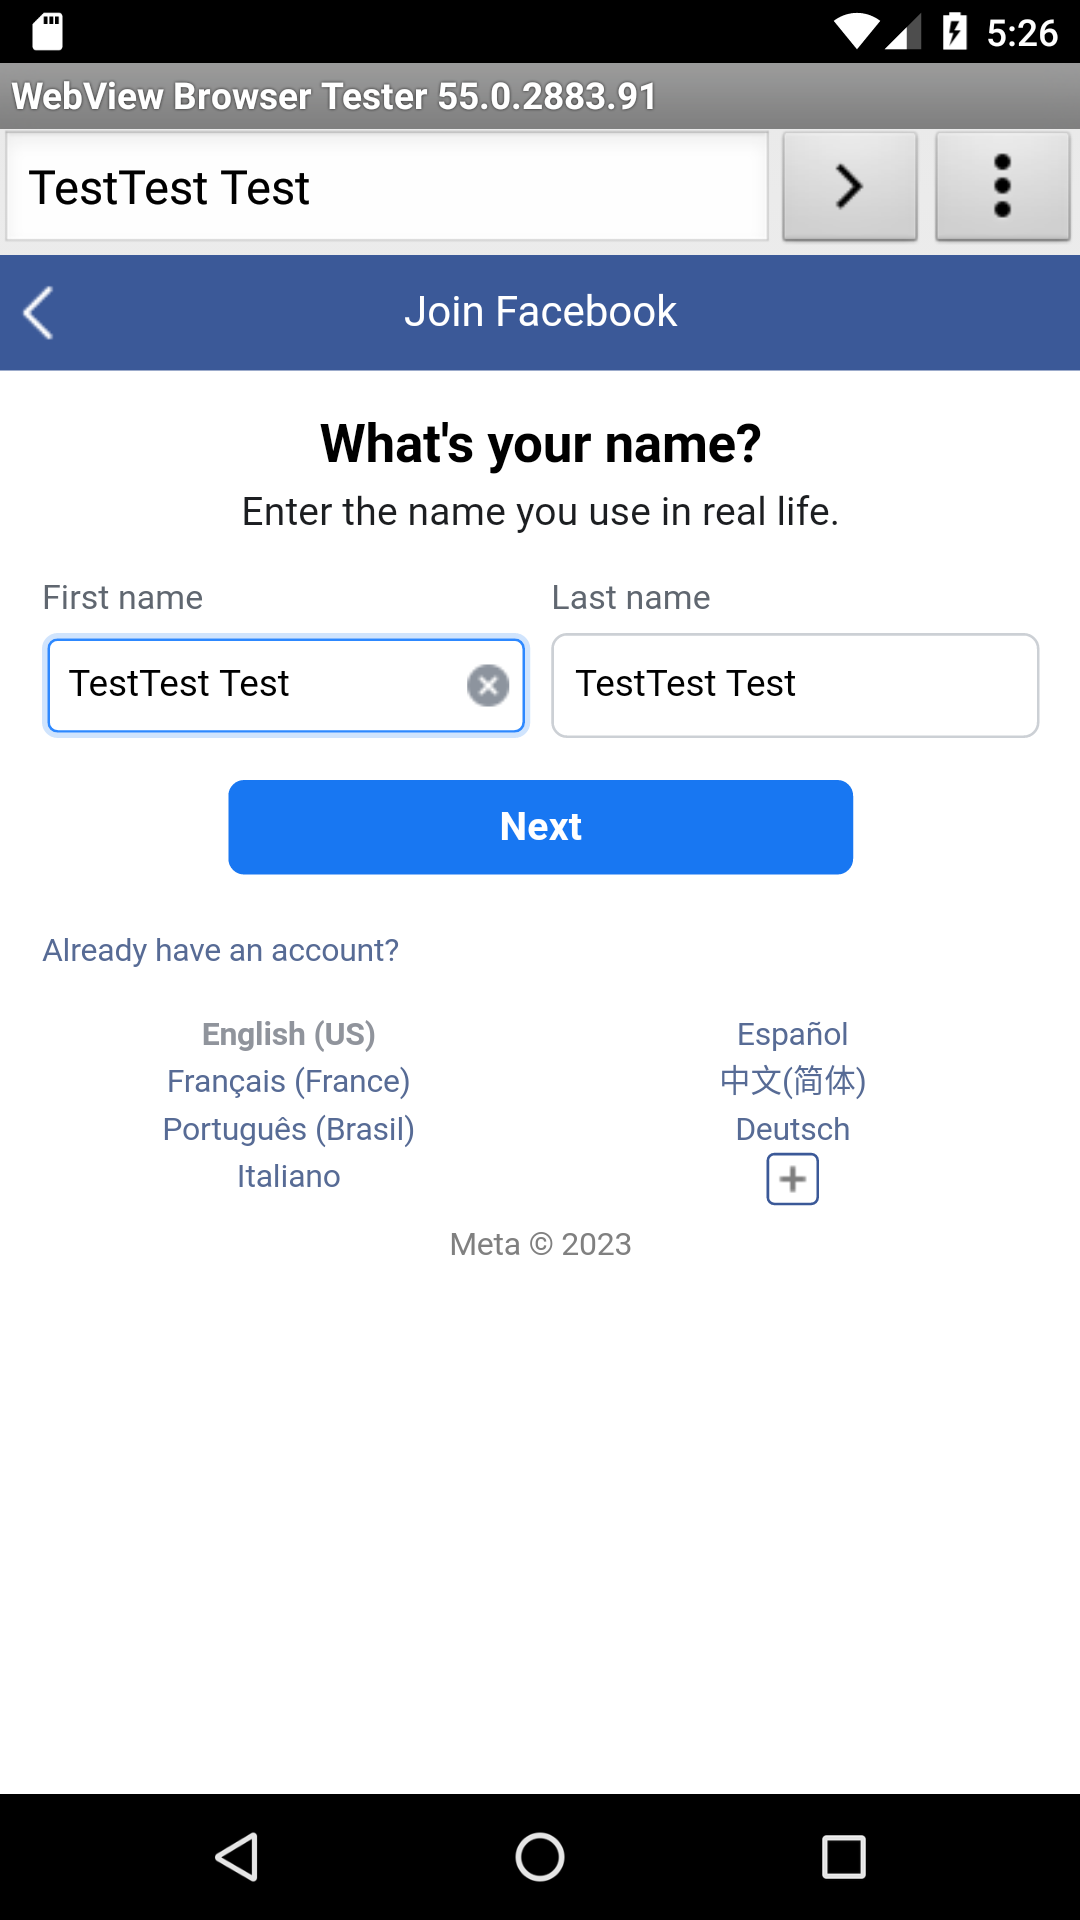 5:26
WebView Browser Tester 55.0.2883.91
TestTest Test
Join Facebook
What's your name?
Enter the name you use in real life.
First name Last name
TestTest Test TestTest Test
Next
Already have an account?
English (US) Español
Français (France) 中文(简体)
Português (Brasil) Deutsch
Italiano
Meta © 2023